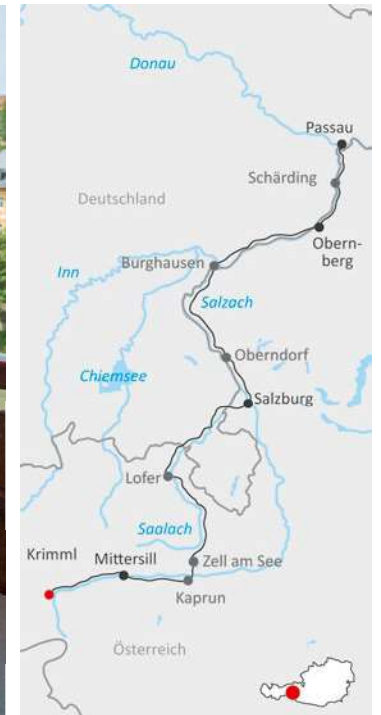 Donau
Passau
Schärding
Deutschland
Obern-
berg
Burghausen
Inn
Salzach
Oberndorf
Chiemsee
Salzburg
Lofer
Saalach
Krimml
Mittersill
Zell am See
Kaprun
Österreich